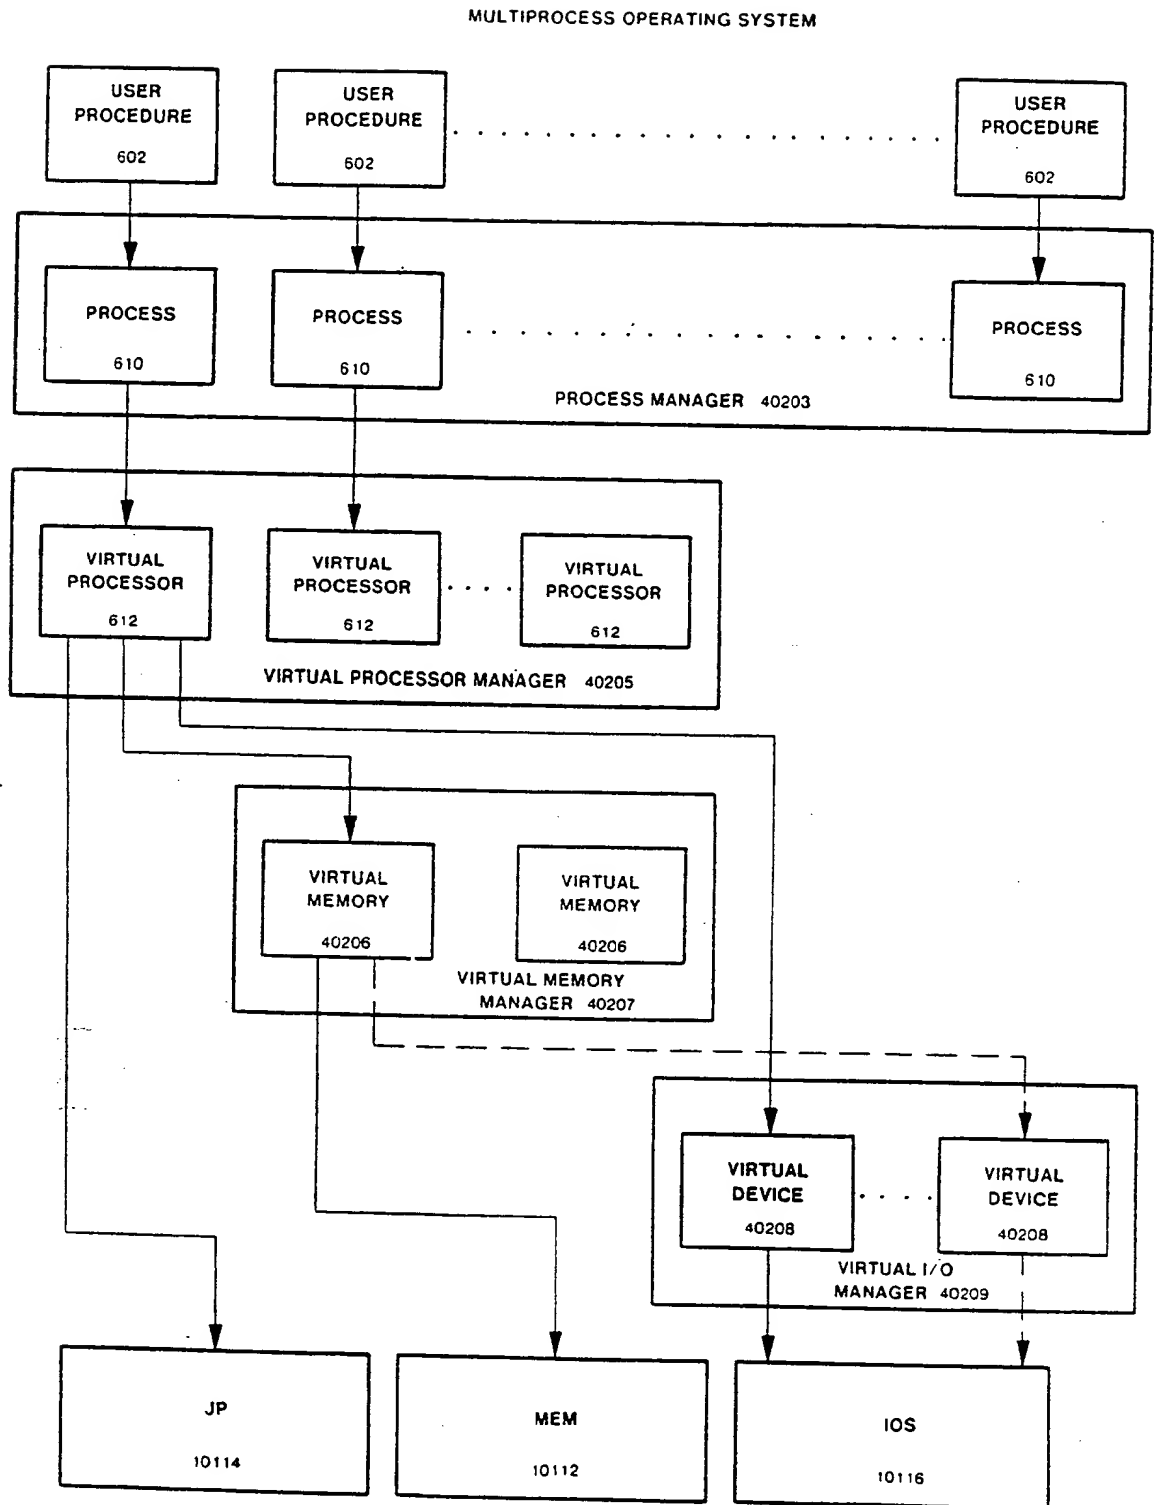 MULTIPROCESS OPERATING SYSTEM
USER
PROCEDURE
602
USER
PROCEDURE
602
USER
PROCEDURE
602
PROCESS
610
PROCESS
610
PROCESS
610
PROCESS MANAGER 40203
VIRTUAL
PROCESSOR
612
VIRTUAL
PROCESSOR
612
VIRTUAL
PROCESSOR
612
VIRTUAL PROCESSOR MANAGER 40205
VIRTUAL
MEMORY
40206
VIRTUAL
MEMORY
40206
VIRTUAL MEMORY
MANAGER 40207
VIRTUAL
DEVICE
40208
VIRTUAL
DEVICE
40208
VIRTUAL I/O
MANAGER 40209
JP
10114
MEM
10112
IOS
10116